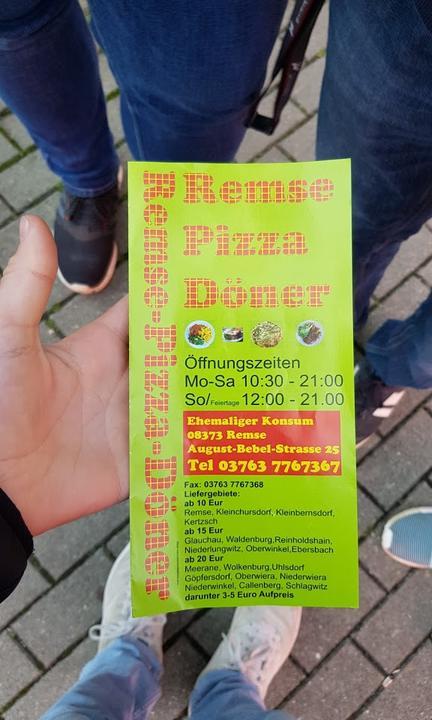 Remse-Pizza-Döner
Remse
Pizza
Döner
Öffnungszeiten
Mo-Sa 10:30 - 21:00
So/Feiertage 12:00 - 21.00
Ehemaliger Konsum
08373 Remse
August-Bebel-Strasse 25
Tel 03763 7767367
Fax: 03763 7767368
Liefergebiete:
ab 10 Eur
Remse, Kleinchursdorf, Kleinbernsdorf,
Kertzsch
ab 15 Eur
Glauchau, Waldenburg,Reinholdshain,
Niederlungwitz, Oberwinkel,Ebersbach
ab 20 Eur
Meerane, Wolkenburg,Uhlsdorf
Göpfersdorf, Oberwiera, Niederwiera
Niederwinkel, Callenberg, Schlagwitz
darunter 3-5 Euro Aufpreis